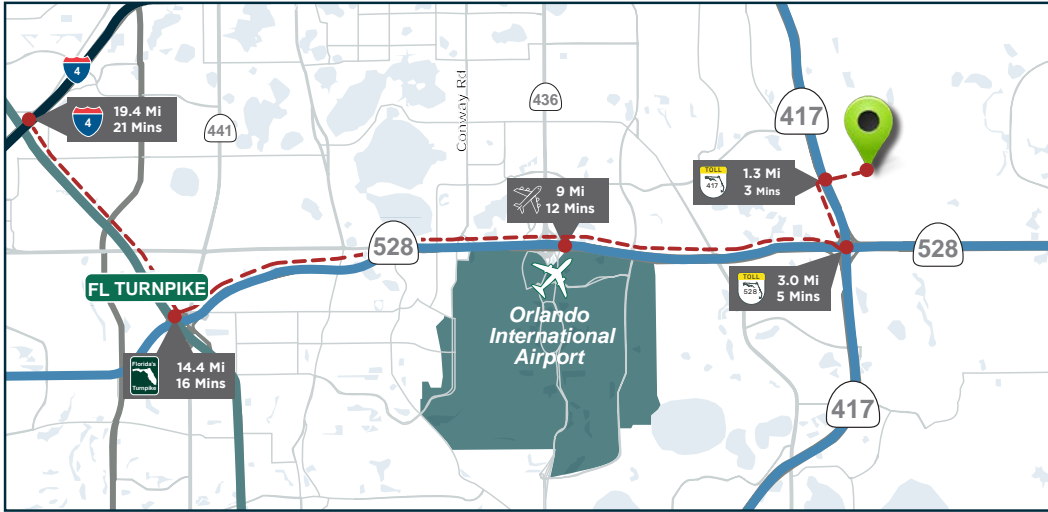 4
4
19.4 Mi
21 Mins
441
Conway Rd
436
417
TOLL
417
1.3 Mi
3 Mins
9 Mi
12 Mins
528
528
FL TURNPIKE
TOLL
528
3.0 Mi
5 Mins
Orlando
International
Airport
Florida's
Turnpike
14.4 Mi
16 Mins
417